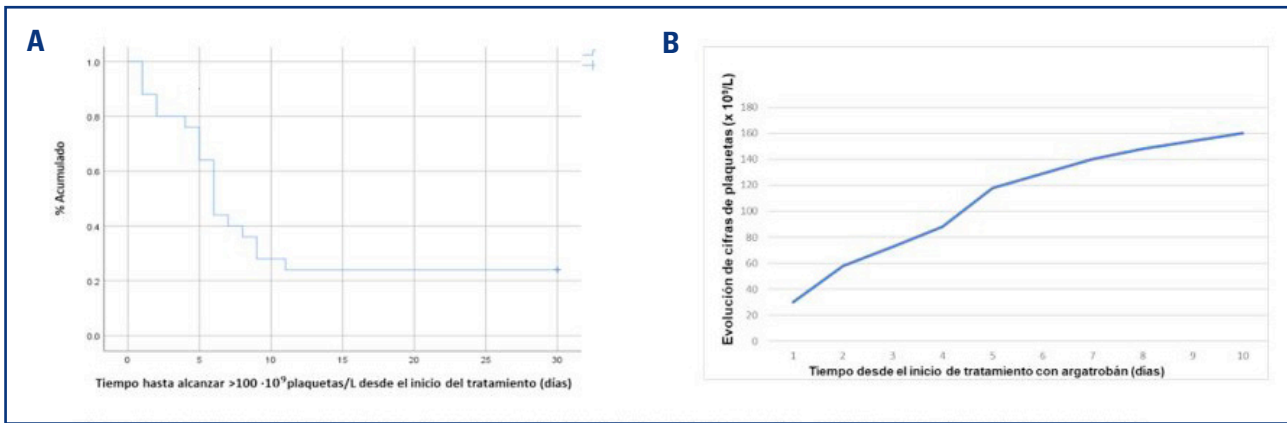 A
1.0
0.8
0.6
0.4
0.2
0.0
% Acumulado
0 5 10 15 20 25 30
Tiempo hasta alcanzar >100 ·10⁹plaquetas/L desde el inicio del tratamiento (días)
B
Evolución de cifras de plaquetas (x 10⁹/L)
180
160
140
120
100
80
60
40
20
0
1 2 3 4 5 6 7 8 9 10
Tiempo desde el inicio de tratamiento con argatrobán (días)